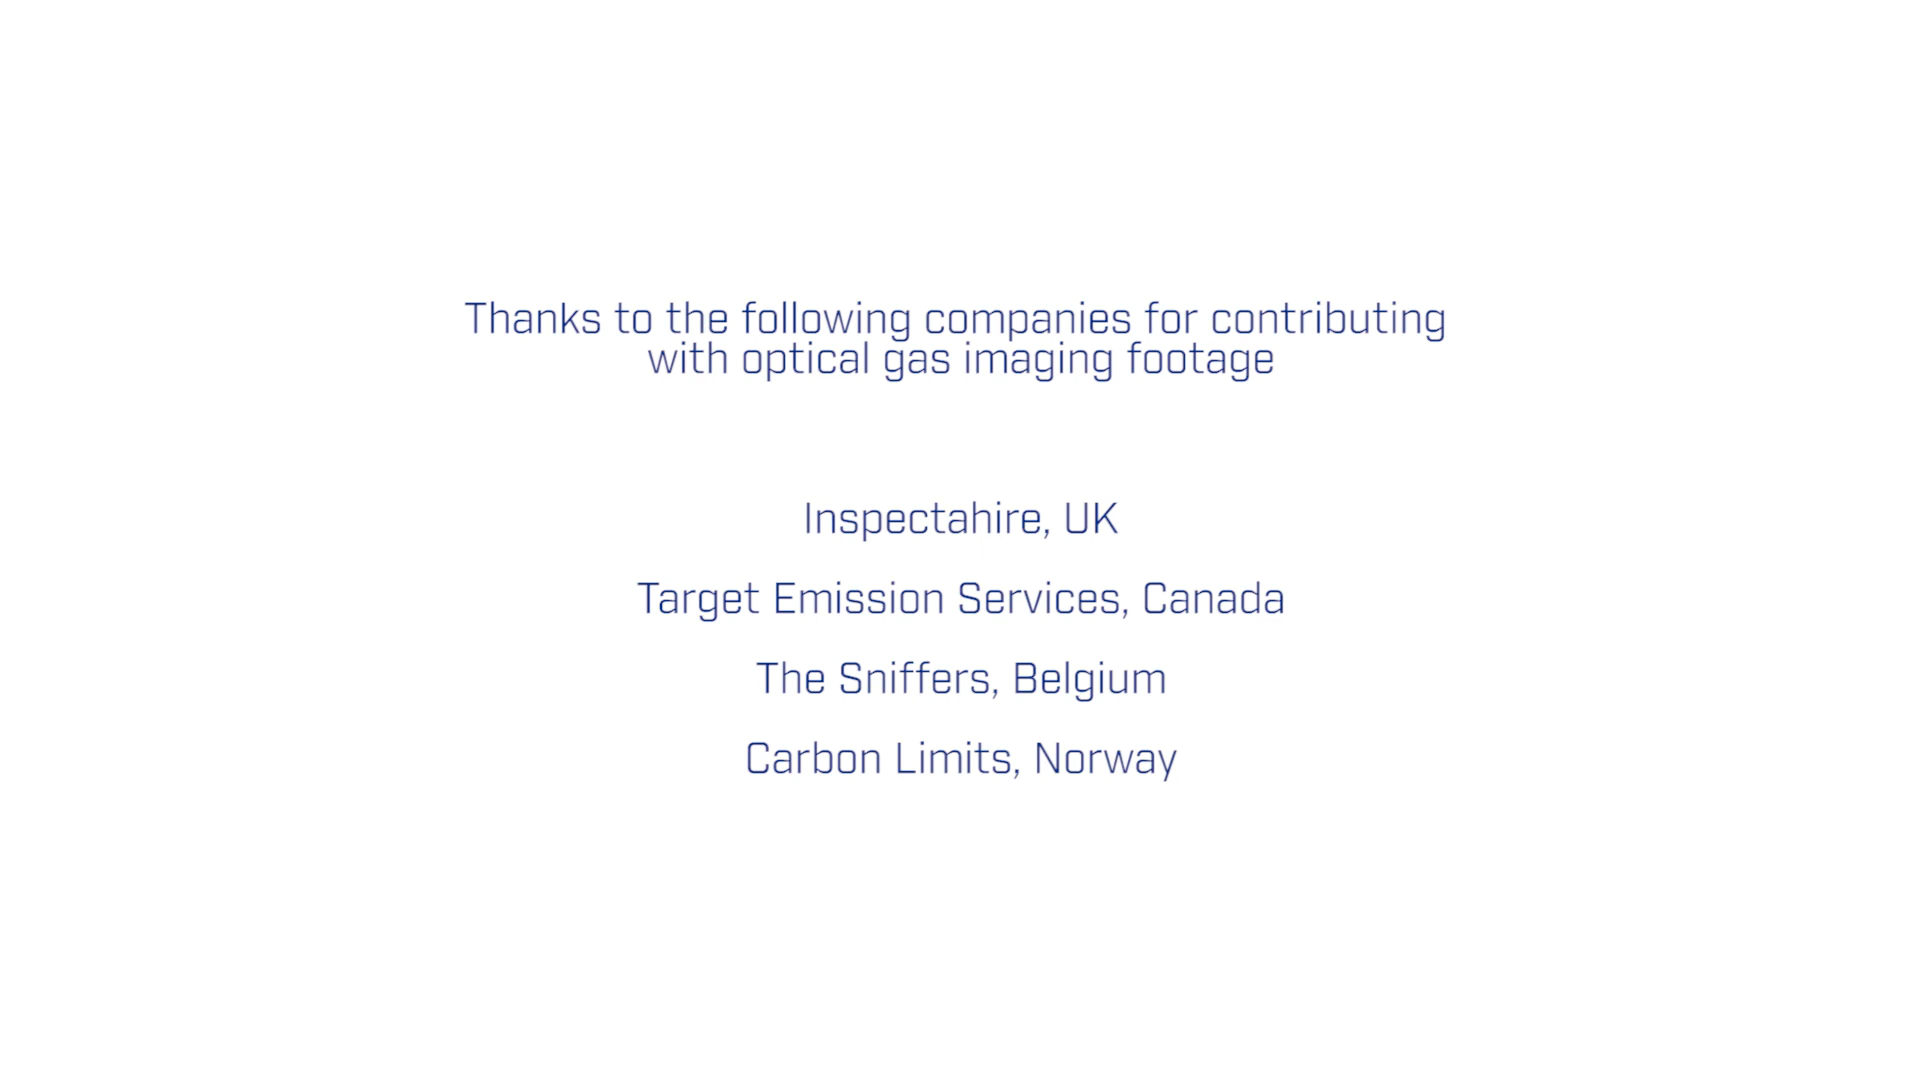 Thanks to the following companies for contributing
with optical gas imaging footage
Inspectahire, UK
Target Emission Services, Canada
The Sniffers, Belgium
Carbon Limits, Norway